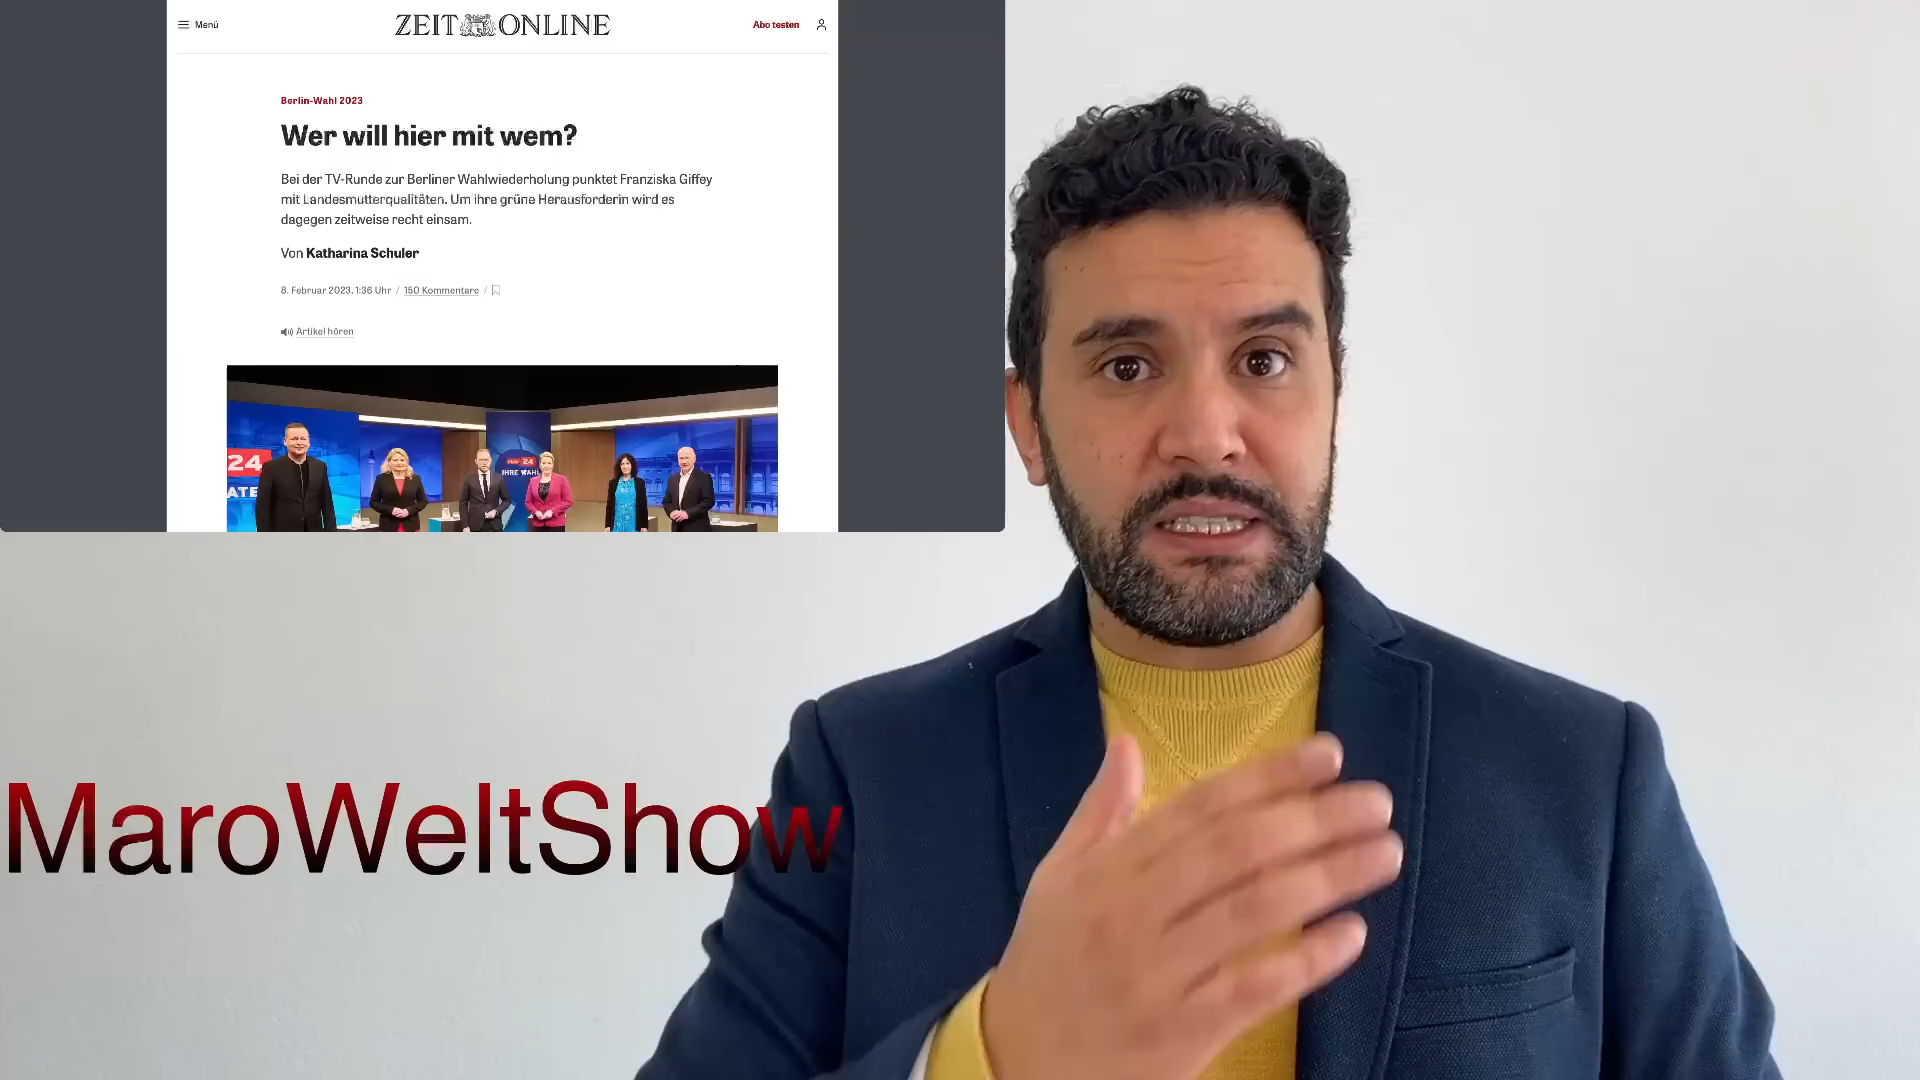 Menü
ZEIT ONLINE
Abo testen
Berlin-Wahl 2023
Wer will hier mit wem?
Bei der TV-Runde zur Berliner Wahlwiederholung punktet Franziska Giffey
mit Landesmutterqualitäten. Um ihre grüne Herausforderin wird es
dagegen zeitweise recht einsam.
Von Katharina Schuler
8. Februar 2023, 1:36 Uhr / 150 Kommentare /
Artikel hören
24
ATE
24
IHRE WAHL
MaroWeltShow